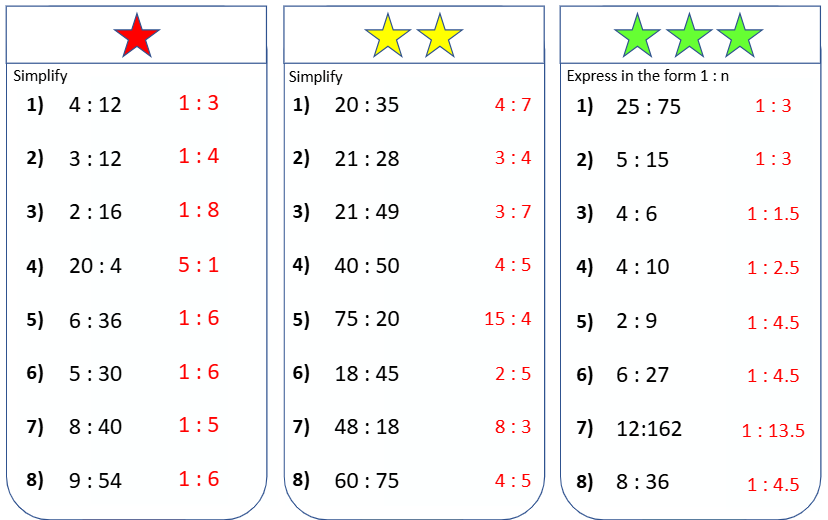 Simplify
1) 4 : 12 1 : 3
2) 3 : 12 1 : 4
3) 2 : 16 1 : 8
4) 20 : 4 5 : 1
5) 6 : 36 1 : 6
6) 5 : 30 1 : 6
7) 8 : 40 1 : 5
8) 9 : 54 1 : 6
Simplify
1) 20 : 35 4 : 7
2) 21 : 28 3 : 4
3) 21 : 49 3 : 7
4) 40 : 50 4 : 5
5) 75 : 20 15 : 4
6) 18 : 45 2 : 5
7) 48 : 18 8 : 3
8) 60 : 75 4 : 5
Express in the form 1 : n
1) 25 : 75 1 : 3
2) 5 : 15 1 : 3
3) 4 : 6 1 : 1.5
4) 4 : 10 1 : 2.5
5) 2 : 9 1 : 4.5
6) 6 : 27 1 : 4.5
7) 12:162 1 : 13.5
8) 8 : 36 1 : 4.5